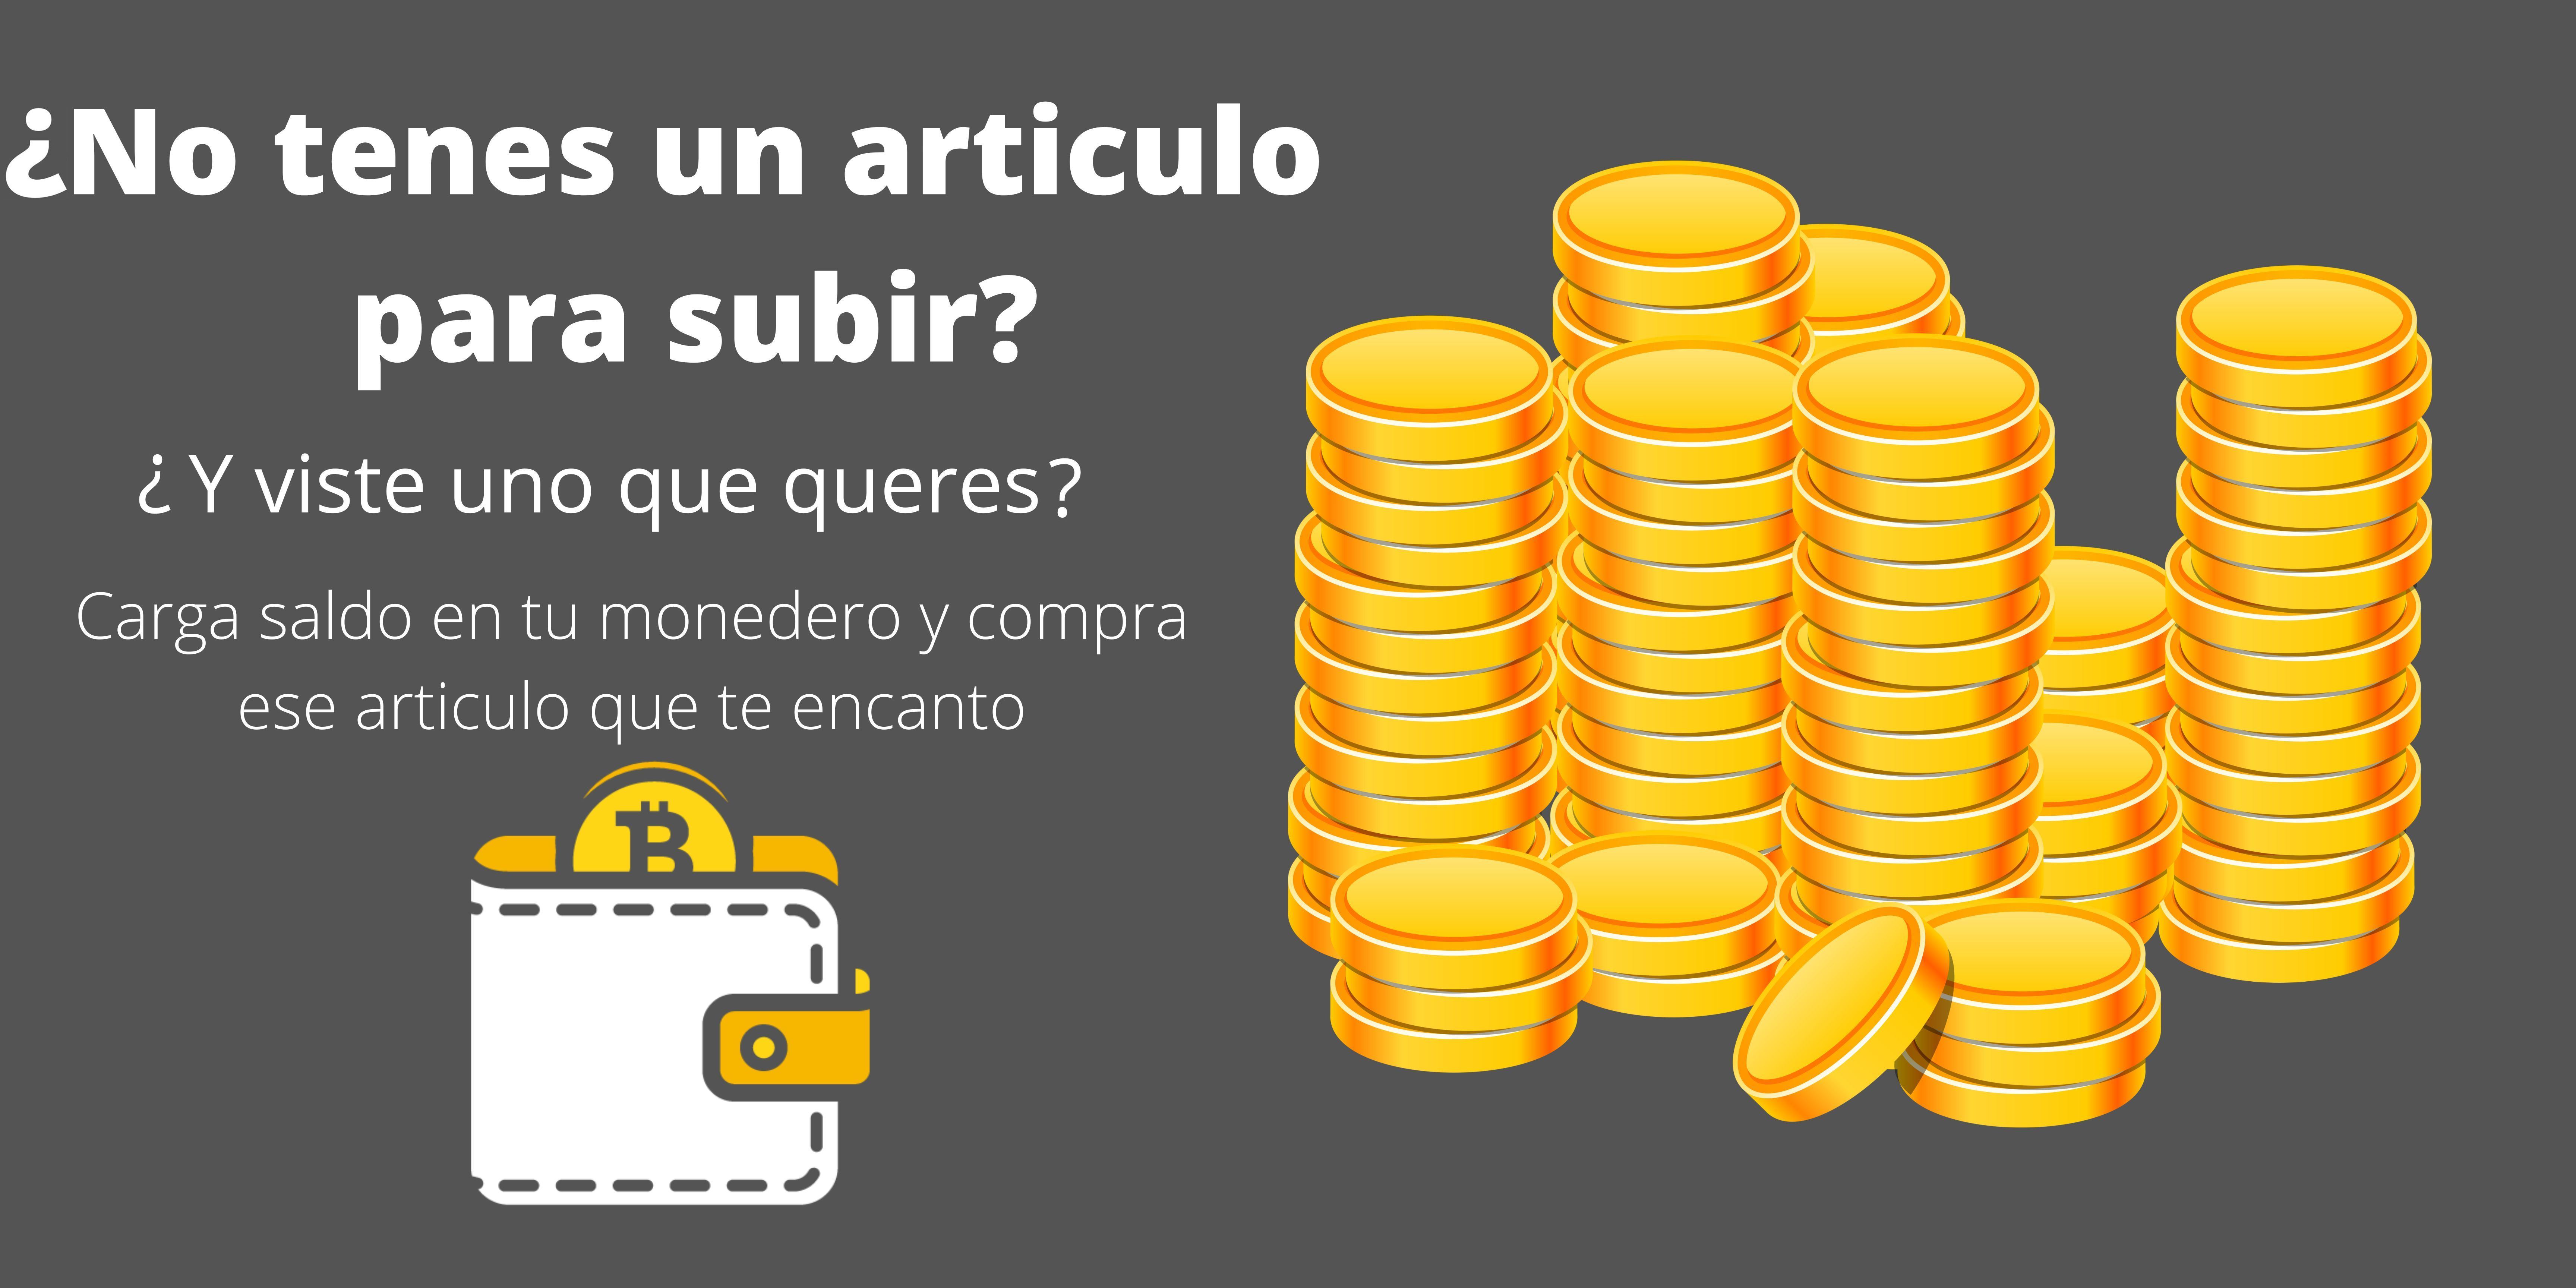 ¿No tenes un articulo
para subir?
¿ Y viste uno que queres?
Carga saldo en tu monedero y compra
ese articulo que te encanto